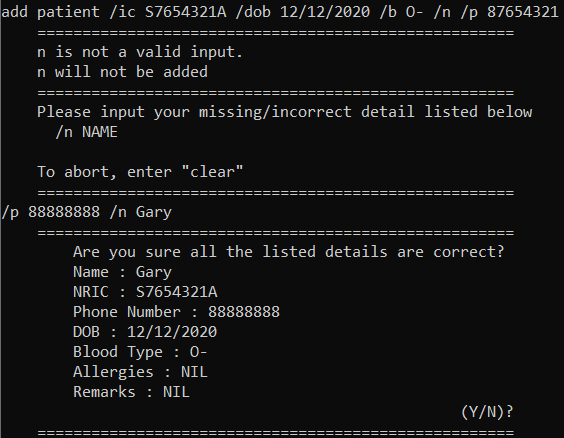 add patient /ic S7654321A /dob 12/12/2020 /b O- /n /p 87654321
=====================================================
n is not a valid input.
n will not be added
=====================================================
Please input your missing/incorrect detail listed below
/n NAME
To abort, enter "clear"
=====================================================
/p 88888888 /n Gary
=====================================================
Are you sure all the listed details are correct?
Name : Gary
NRIC : S7654321A
Phone Number : 88888888
DOB : 12/12/2020
Blood Type : O-
Allergies : NIL
Remarks : NIL
(Y/N)?
=====================================================